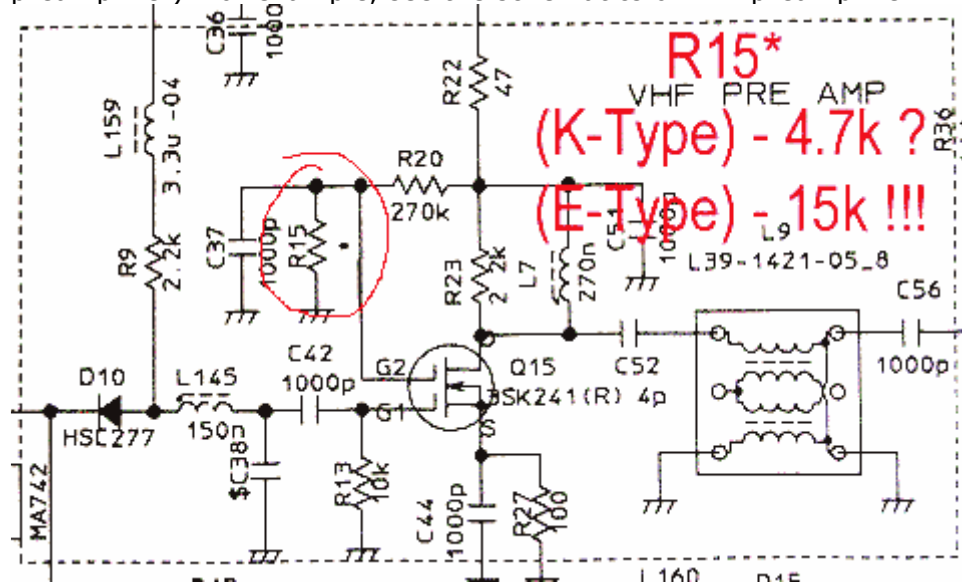 C36
1000
R15*
VHF PRE AMP
(K-Type) - 4.7k ?
(E-Type) - 15k !!!
R36
L159
3.3u -04
R22
47
R20
270k
C37
1000p
R15
R9
2.2k
R23
2.2k
L7
270n
C51
1000p
L9
L39-1421-05_8
C56
1000p
C42
1000p
G2
G1
S
Q15
3SK241(R)
C52
4p
D10
HSC277
L145
150n
$C38
R13
10k
C44
1000p
R27
100
MA742
L160
D15